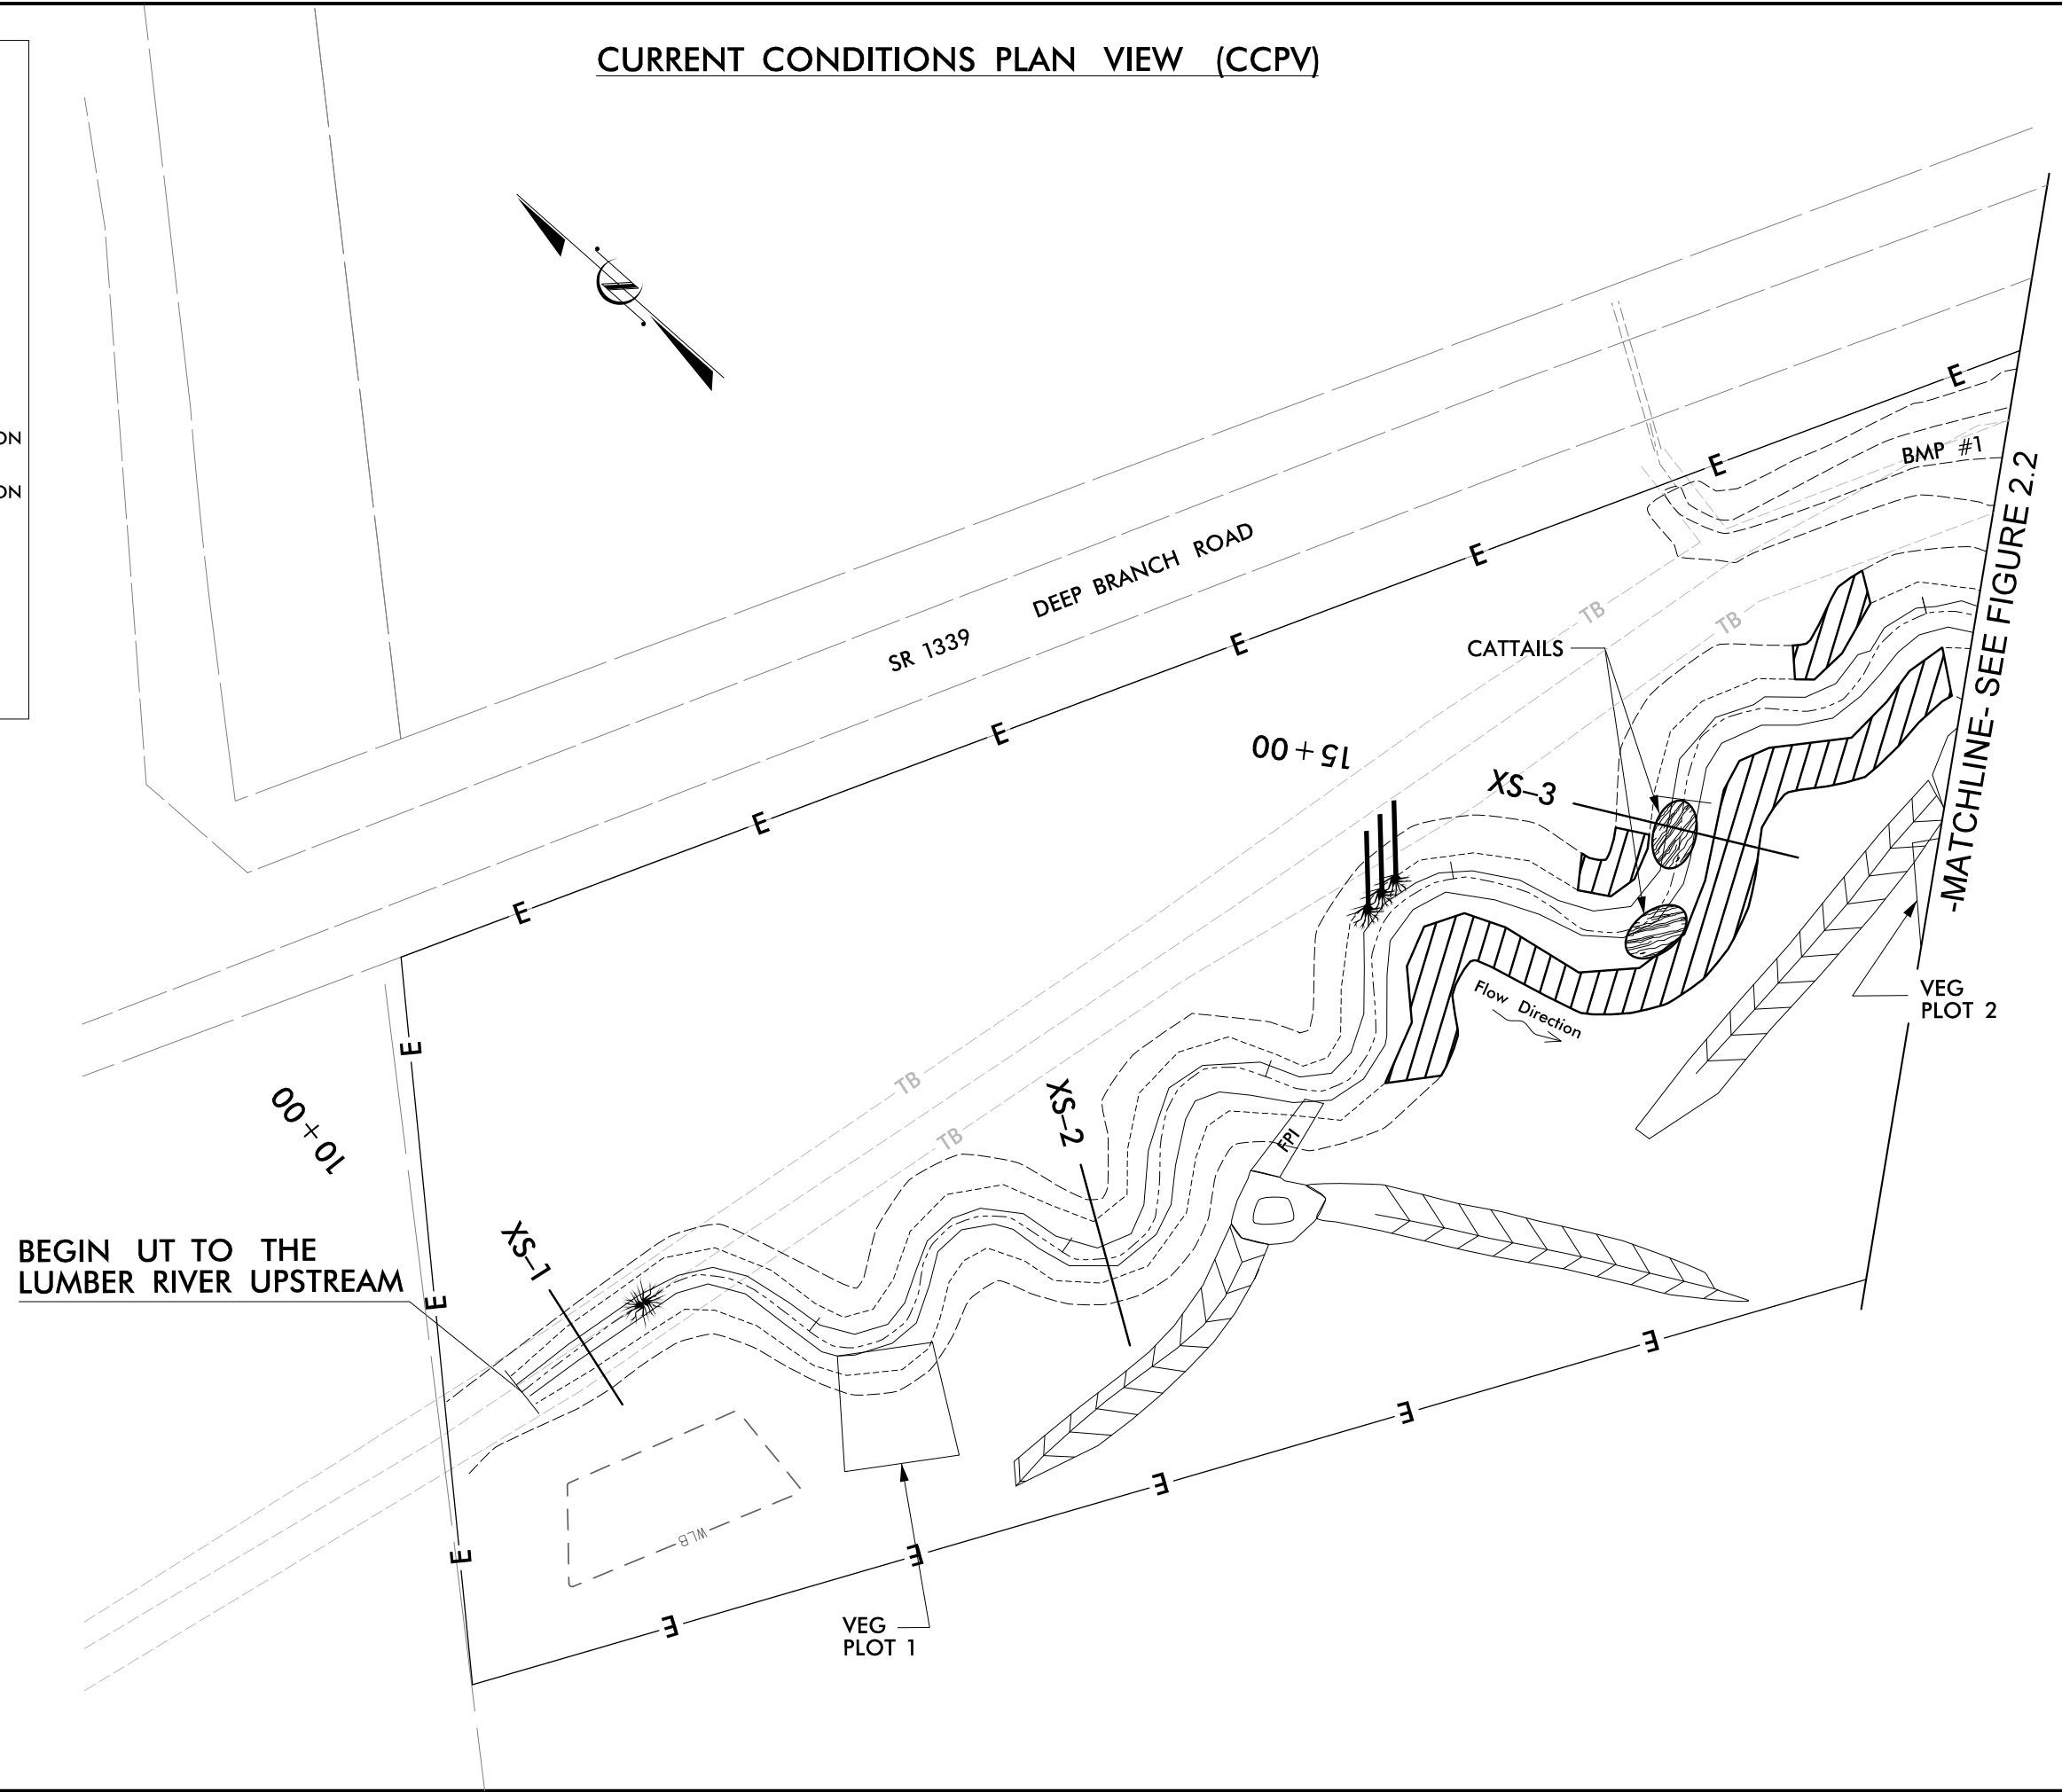 CURRENT CONDITIONS PLAN VIEW (CCPV)
ON
ON
E
E
BMP #1
-MATCHLINE- SEE FIGURE 2.2
E
SR 1339 DEEP BRANCH ROAD
TB
TB
CATTAILS
E
E
15+00
XS-3
E
E
VEG
PLOT 2
Flow Direction
E
10+00
TB
TB
XS-2
FPI
XS-1
BEGIN UT TO THE
LUMBER RIVER UPSTREAM
E
E
E
E
WLB
E
E
E
VEG
PLOT 1